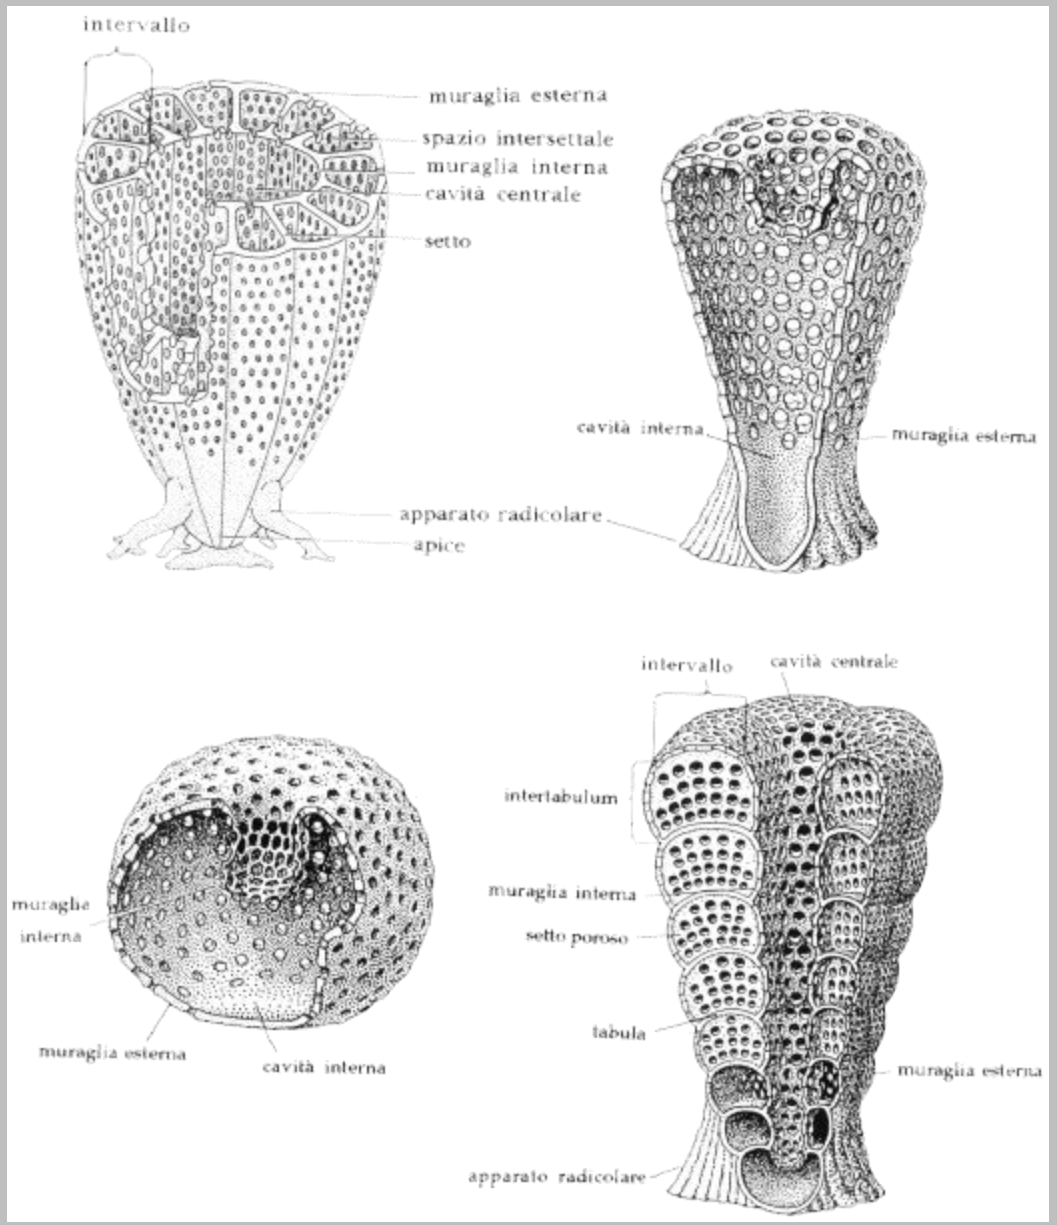 intervallo
muraglia esterna
spazio intersettale
muraglia interna
cavità centrale
setto
cavità interna
muraglia esterna
apparato radicolare
apice
intervallo
cavità centrale
intertabulum
muraglia interna
muraglia
interna
setto poroso
tabula
muraglia esterna
cavità interna
muraglia esterna
apparato radicolare